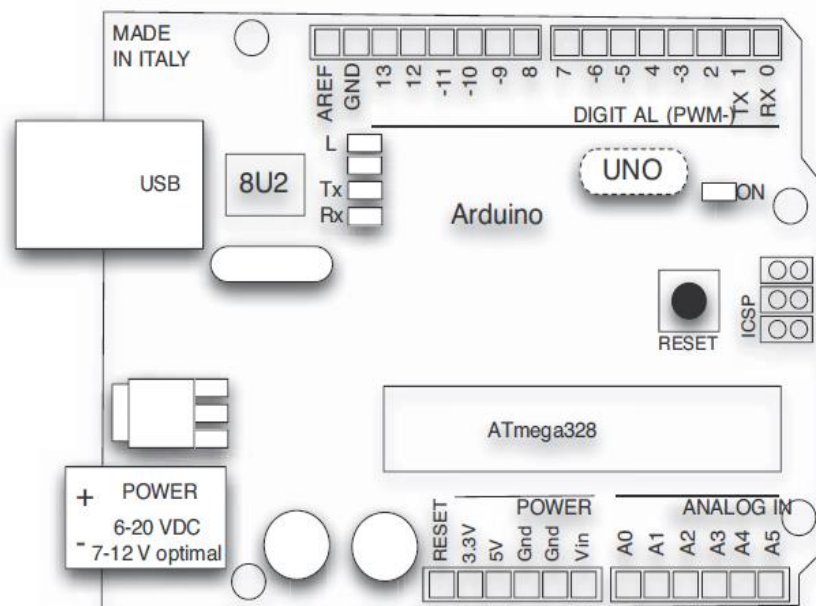 MADE
IN ITALY
AREF
GND
13
12
-11
-10
-9
8
7
-6
-5
4
-3
2
TX 1
RX 0
DIGIT AL (PWM-)
L
Tx
Rx
USB
8U2
UNO
ON
Arduino
RESET
ICSP
ATmega328
+ POWER
6-20 VDC
- 7-12 V optimal
POWER
ANALOG IN
RESET
3.3V
5V
Gnd
Gnd
Vin
A0
A1
A2
A3
A4
A5